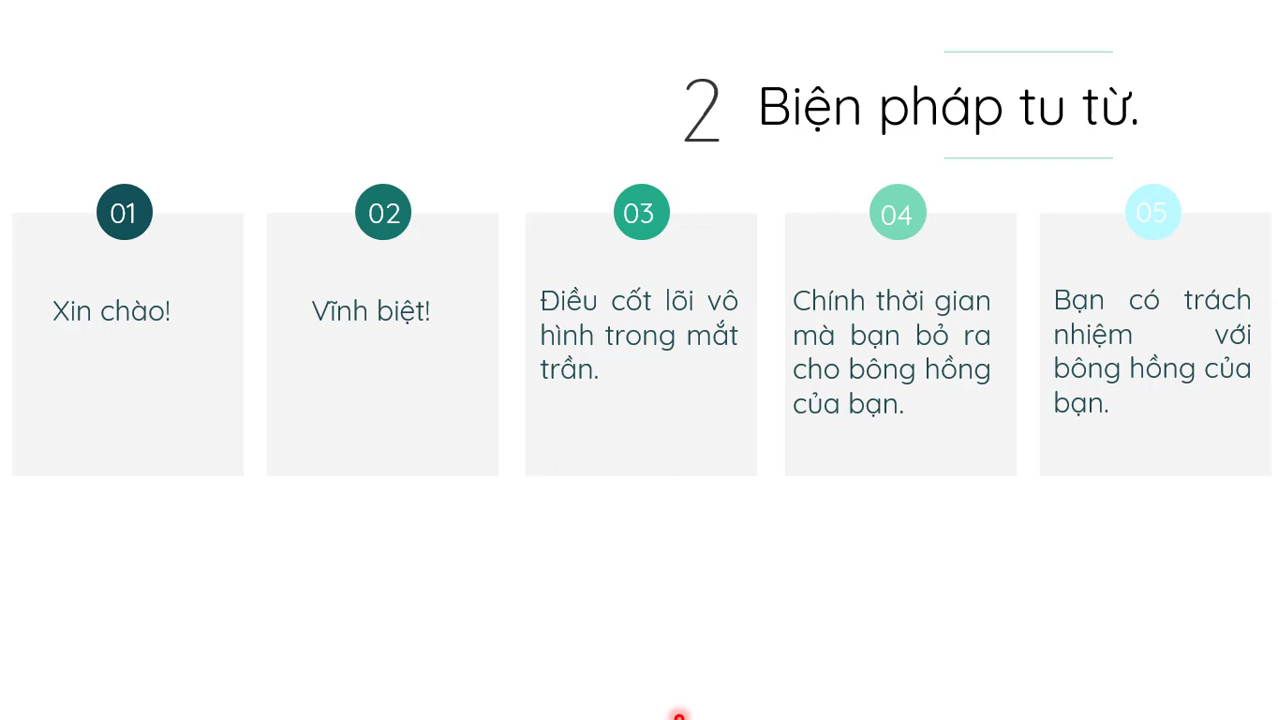 2 Biện pháp tu từ.
01
Xin chào!
02
Vĩnh biệt!
03
Điều cốt lõi vô
hình trong mắt
trần.
04
Chính thời gian
mà bạn bỏ ra
cho bông hồng
của bạn.
05
Bạn có trách
nhiệm với
bông hồng của
bạn.